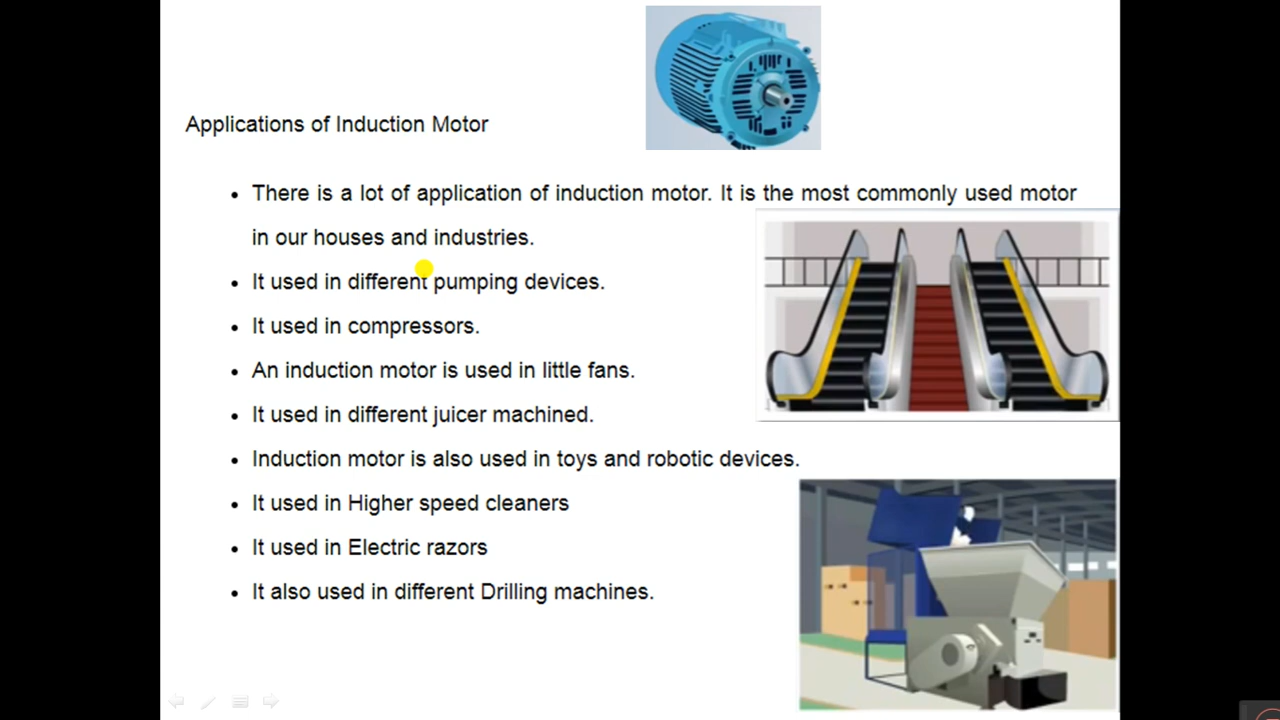 Applications of Induction Motor
• There is a lot of application of induction motor. It is the most commonly used motor
in our houses and industries.
• It used in different pumping devices.
• It used in compressors.
• An induction motor is used in little fans.
• It used in different juicer machined.
• Induction motor is also used in toys and robotic devices.
• It used in Higher speed cleaners
• It used in Electric razors
• It also used in different Drilling machines.